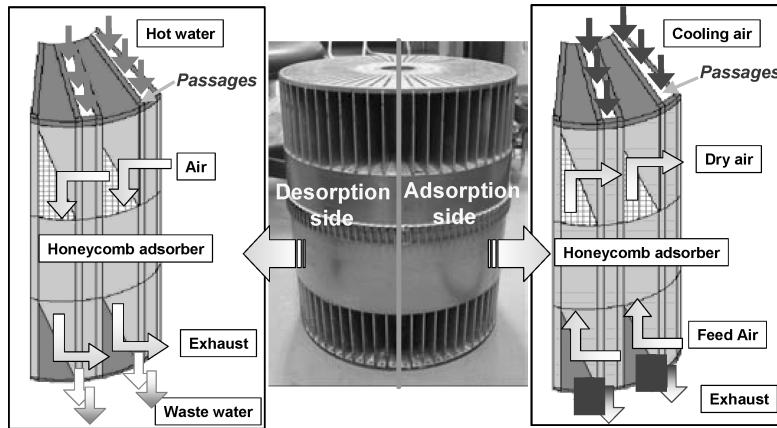 Hot water
Passages
Air
Honeycomb adsorber
Exhaust
Waste water
Desorption
side
Adsorption
side
Cooling air
Passages
Dry air
Honeycomb adsorber
Feed Air
Exhaust